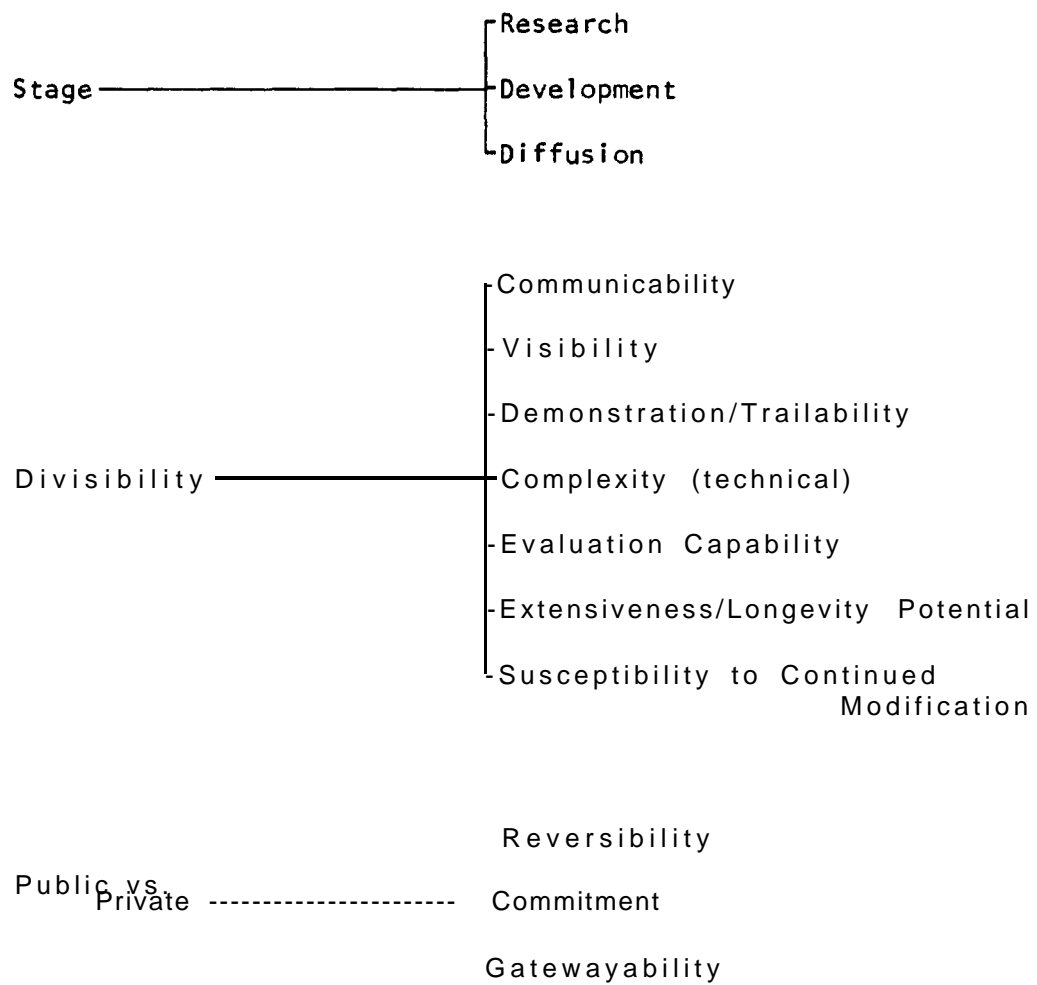 Research
Stage Development
Diffusion
Communicability
Visibility
Demonstration/Trailability
Divisibility Complexity (technical)
Evaluation Capability
Extensiveness/Longevity Potential
Susceptibility to Continued
Modification
Reversibility
Public vs.
Private ----------------------- Commitment
Gatewayability